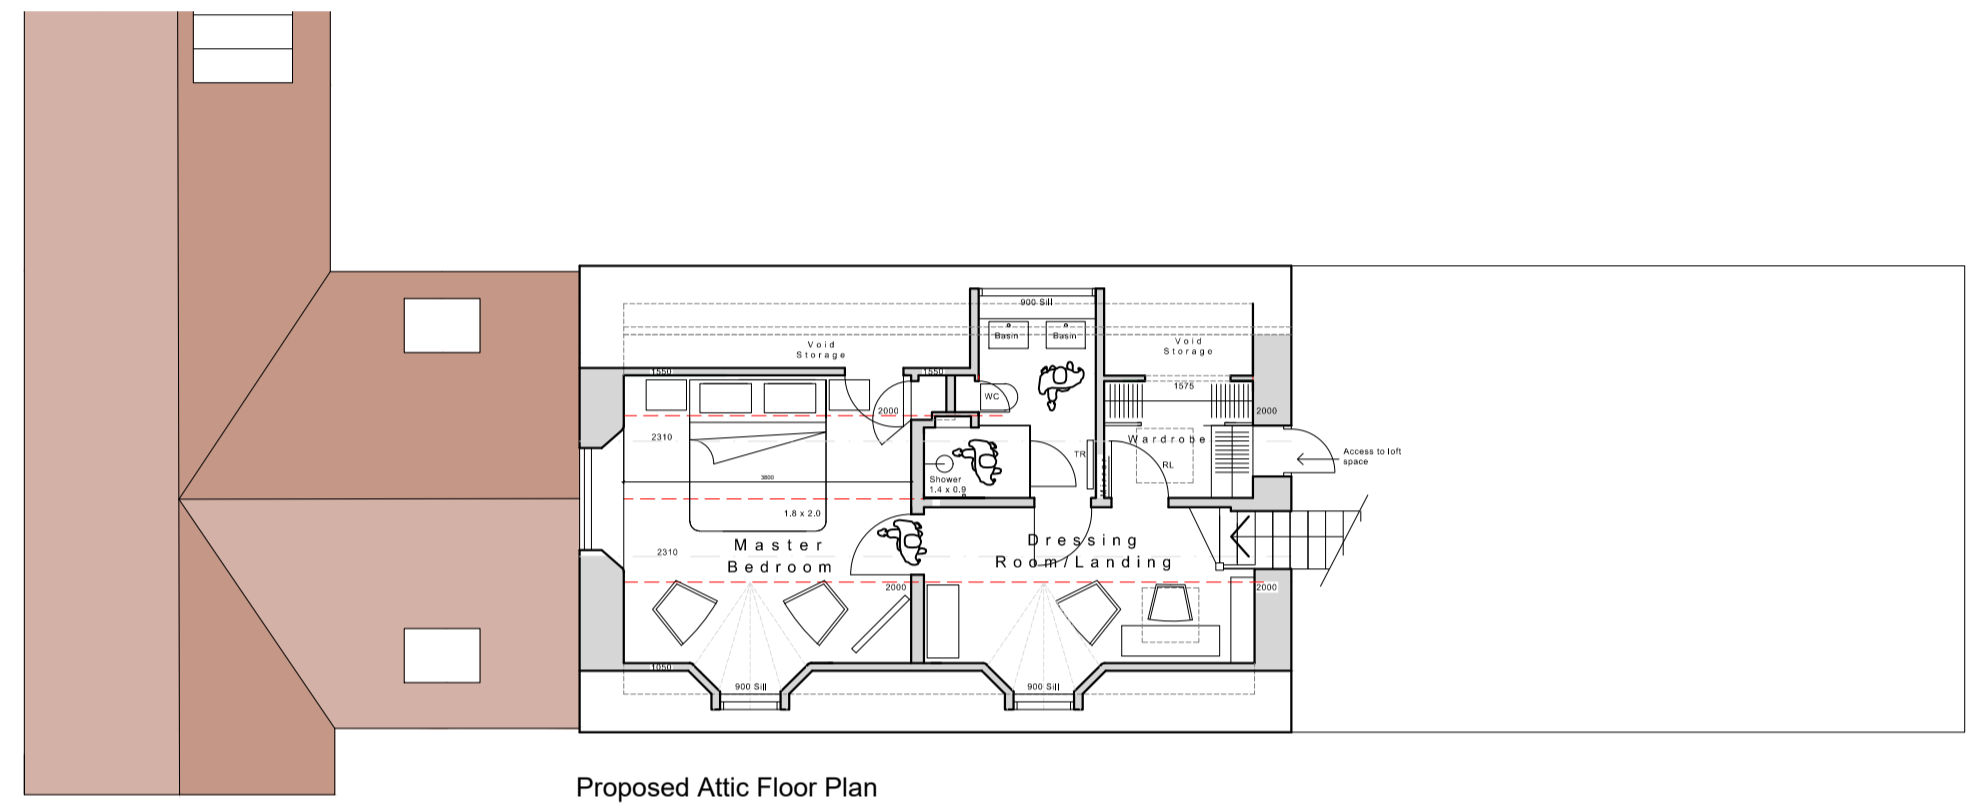 900 Sill
Basin
Basin
Void
Storage
Void
Storage
1550
1550
1575
WC
2000
2000
2310
Wardrobe
TR
RL
Access to loft
space
3800
Shower
1.4 x 0.9
1.8 x 2.0
Master
Bedroom
2310
Dressing
Room/Landing
2000
2000
1050
900 Sill
900 Sill
Proposed Attic Floor Plan